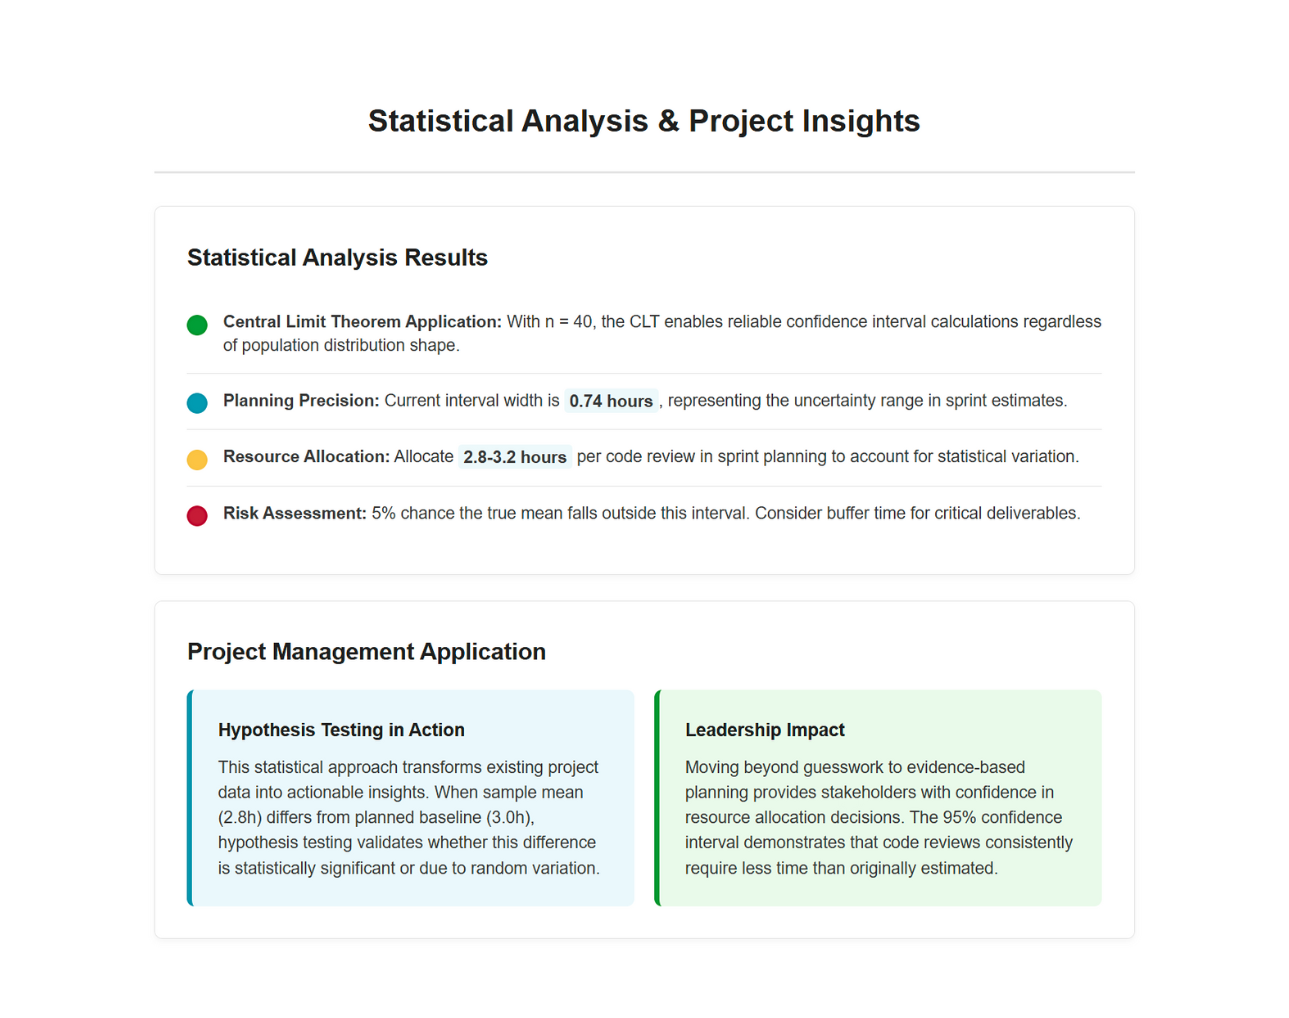 Statistical Analysis & Project Insights
Statistical Analysis Results
Central Limit Theorem Application: With n = 40, the CLT enables reliable confidence interval calculations regardless
of population distribution shape.
Planning Precision: Current interval width is 0.74 hours , representing the uncertainty range in sprint estimates.
Resource Allocation: Allocate 2.8-3.2 hours per code review in sprint planning to account for statistical variation.
Risk Assessment: 5% chance the true mean falls outside this interval. Consider buffer time for critical deliverables.
Project Management Application
Hypothesis Testing in Action
This statistical approach transforms existing project
data into actionable insights. When sample mean
(2.8h) differs from planned baseline (3.0h),
hypothesis testing validates whether this difference
is statistically significant or due to random variation.
Leadership Impact
Moving beyond guesswork to evidence-based
planning provides stakeholders with confidence in
resource allocation decisions. The 95% confidence
interval demonstrates that code reviews consistently
require less time than originally estimated.